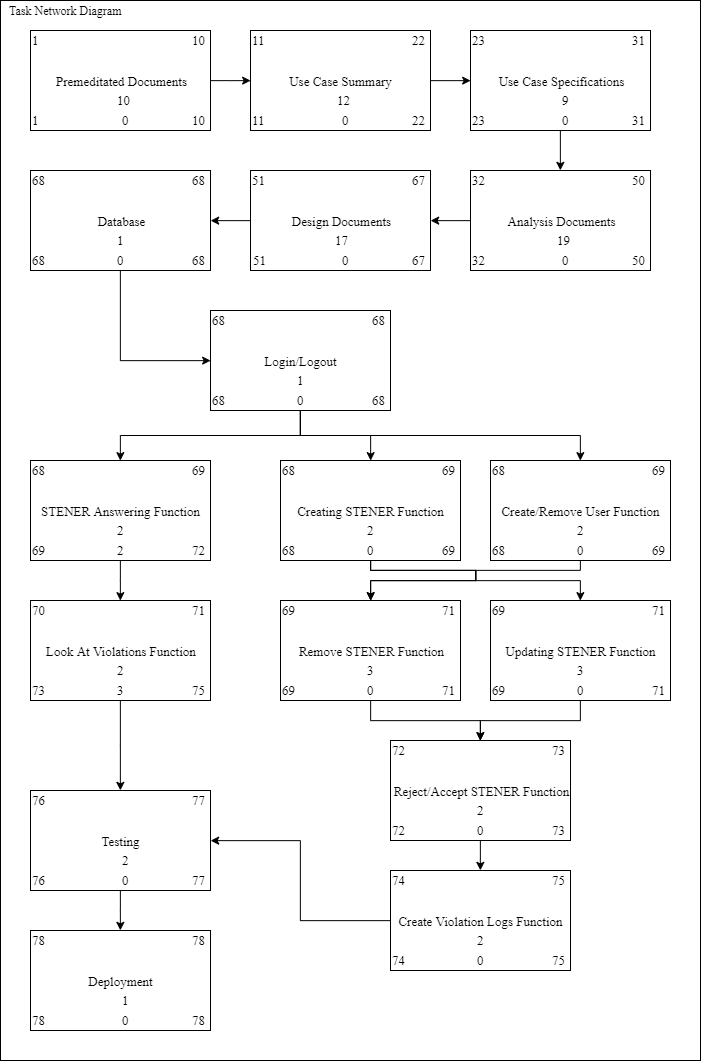 Task Network Diagram
1 10
Premeditated Documents
10
1 0 10
11 22
Use Case Summary
12
11 0 22
23 31
Use Case Specifications
9
23 0 31
68 68
Database
1
68 0 68
51 67
Design Documents
17
51 0 67
32 50
Analysis Documents
19
32 0 50
68 68
Login/Logout
1
68 0 68
68 69
STENER Answering Function
2
69 2 72
68 69
Creating STENER Function
2
68 0 69
68 69
Create/Remove User Function
2
68 0 69
70 71
Look At Violations Function
2
73 3 75
69 71
Remove STENER Function
3
69 0 71
69 71
Updating STENER Function
3
69 0 71
72 73
Reject/Accept STENER Function
2
72 0 73
76 77
Testing
2
76 0 77
74 75
Create Violation Logs Function
2
74 0 75
78 78
Deployment
1
78 0 78